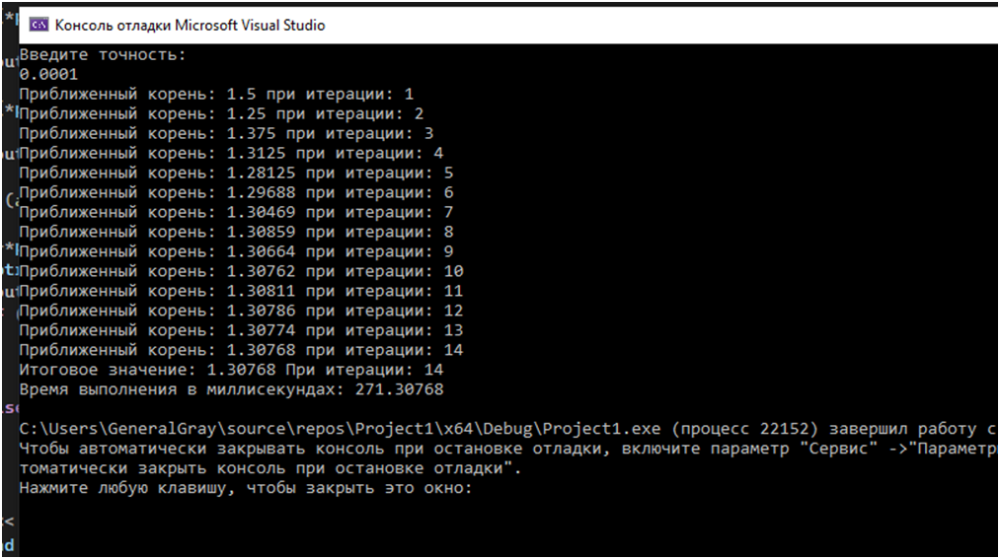 Консоль отладки Microsoft Visual Studio
Введите точность:
0.0001
Приближенный корень: 1.5 при итерации: 1
Приближенный корень: 1.25 при итерации: 2
Приближенный корень: 1.375 при итерации: 3
Приближенный корень: 1.3125 при итерации: 4
Приближенный корень: 1.28125 при итерации: 5
Приближенный корень: 1.29688 при итерации: 6
Приближенный корень: 1.30469 при итерации: 7
Приближенный корень: 1.30859 при итерации: 8
Приближенный корень: 1.30664 при итерации: 9
Приближенный корень: 1.30762 при итерации: 10
Приближенный корень: 1.30811 при итерации: 11
Приближенный корень: 1.30786 при итерации: 12
Приближенный корень: 1.30774 при итерации: 13
Приближенный корень: 1.30768 при итерации: 14
Итоговое значение: 1.30768 При итерации: 14
Время выполнения в миллисекундах: 271.30768
C:\Users\GeneralGray\source\repos\Project1\x64\Debug\Project1.exe (процесс 22152) завершил работу с
Чтобы автоматически закрывать консоль при остановке отладки, включите параметр "Сервис" ->"Параметр
томатически закрыть консоль при остановке отладки".
Нажмите любую клавишу, чтобы закрыть это окно: